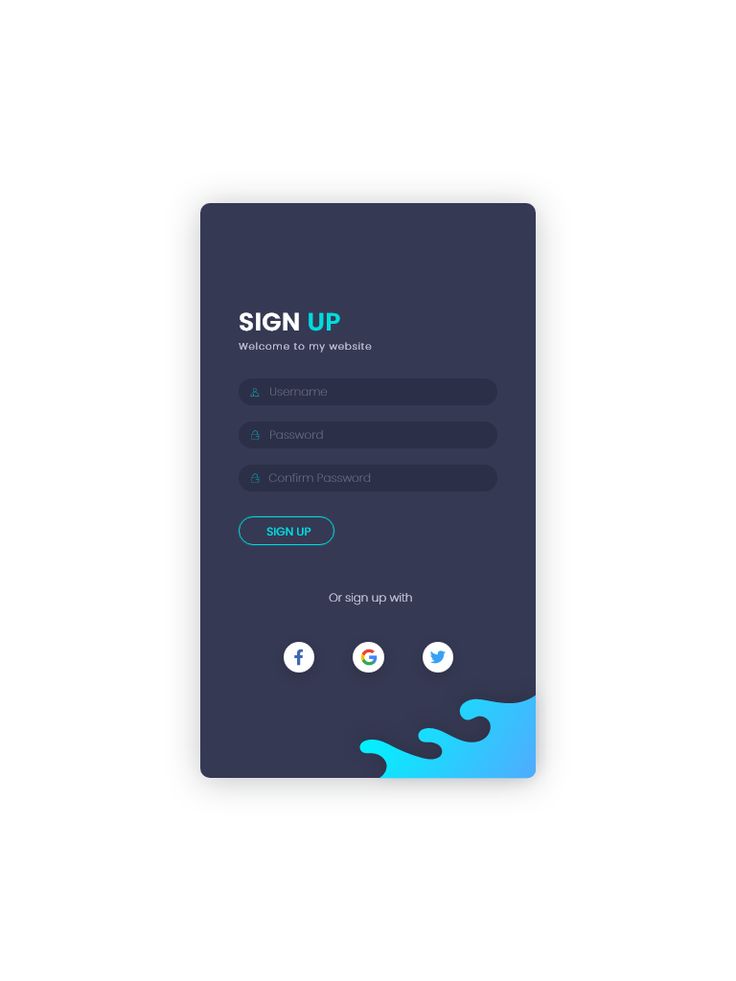 SIGN UP
Welcome to my website
Username
Password
Confirm Password
SIGN UP
Or sign up with